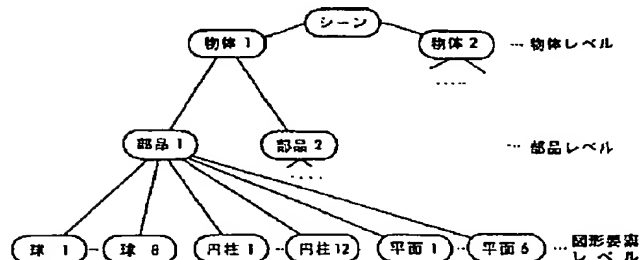 シーン
物体 1
物体 2
… 物体レベル
.....
部品 1
部品 2
… 部品レベル
....
球 1 – 球 8
円柱 1 … 円柱 12
平面 1 … 平面 6
… 図形要素
レベル